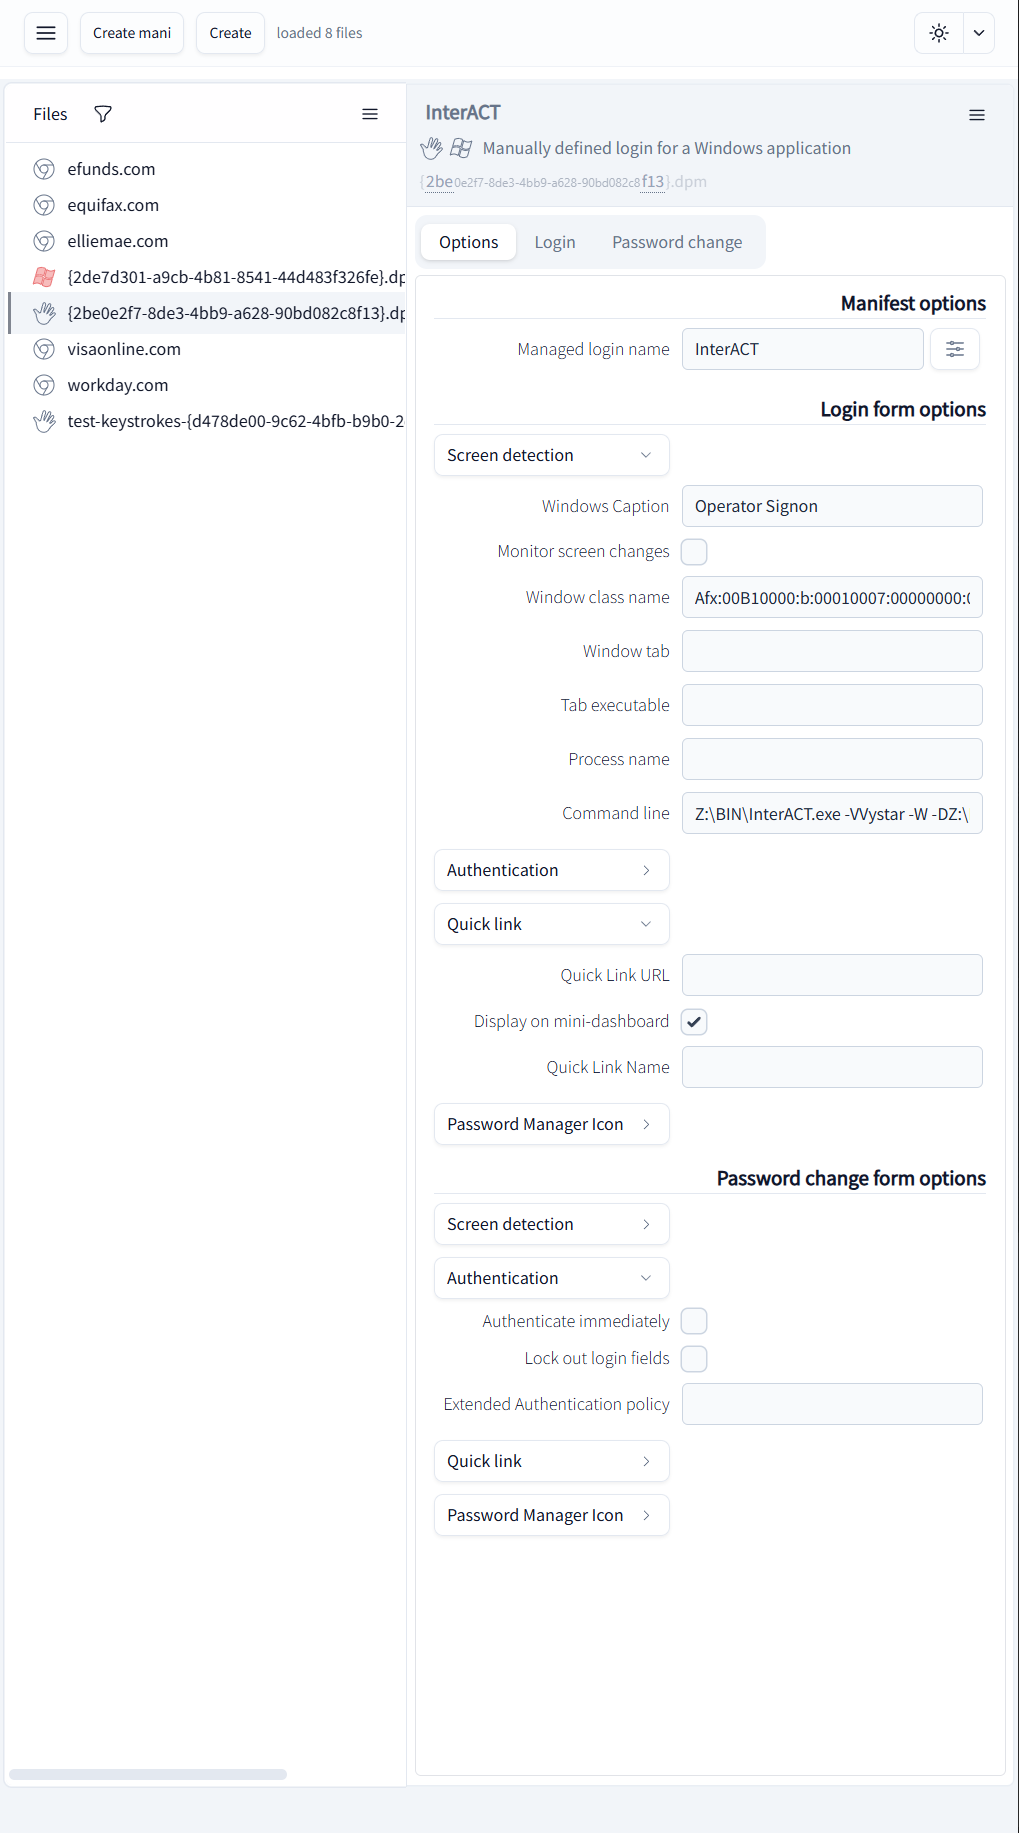 Create mani
Create
loaded 8 files
Files
efunds.com
equifax.com
elliemae.com
{2de7d301-a9cb-4b81-8541-44d483f326fe}.dp
{2be0e2f7-8de3-4bb9-a628-90bd082c8f13}.dp
visaonline.com
workday.com
test-keystrokes-{d478de00-9c62-4bfb-b9b0-2
InterACT
Manually defined login for a Windows application
{2be0e2f7-8de3-4bb9-a628-90bd082c8f13}.dpm
Options
Login
Password change
Manifest options
Managed login name
InterACT
Login form options
Screen detection
Windows Caption
Operator Signon
Monitor screen changes
Window class name
Afx:00B10000:b:00010007:00000000:0
Window tab
Tab executable
Process name
Command line
Z:\BIN\InterACT.exe -VVystar -W -DZ:\
Authentication
Quick link
Quick Link URL
Display on mini-dashboard
Quick Link Name
Password Manager Icon
Password change form options
Screen detection
Authentication
Authenticate immediately
Lock out login fields
Extended Authentication policy
Quick link
Password Manager Icon